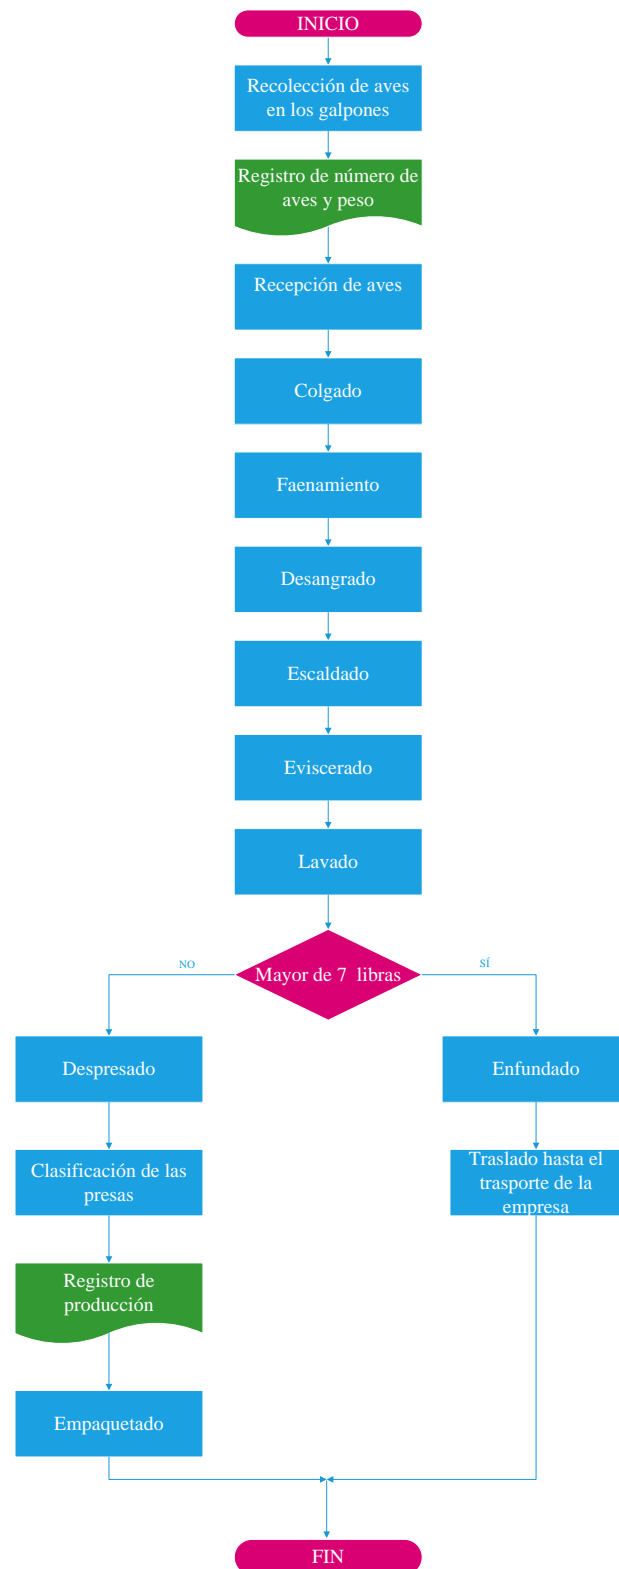 INICIO
Recolección de aves
en los galpones
Registro de número de
aves y peso
Recepción de aves
Colgado
Faenamiento
Desangrado
Escaldado
Eviscerado
Lavado
Mayor de 7 libras
NO
SÍ
Despresado
Clasificación de las
presas
Registro de
producción
Empaquetado
Enfundado
Traslado hasta el
trasporte de la
empresa
FIN